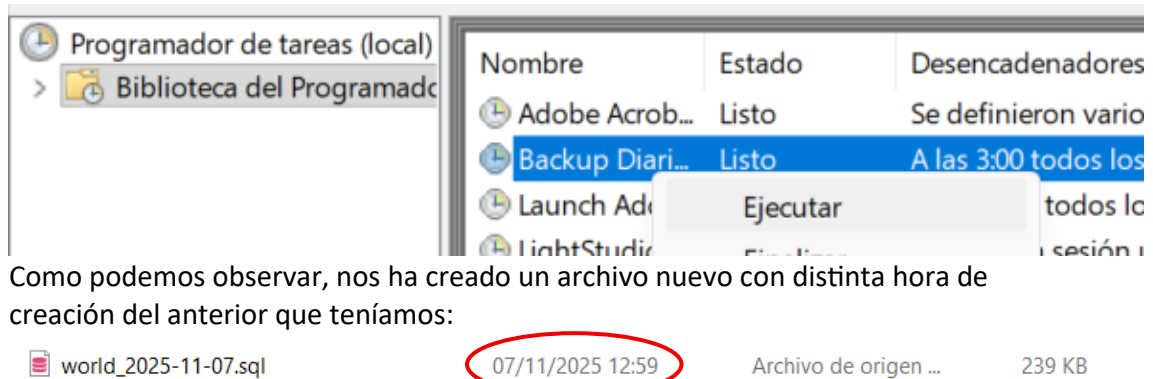 Programador de tareas (local)
Biblioteca del Programado
Nombre Estado Desencadenadores
Adobe Acrob... Listo Se definieron vario
Backup Diari... Listo A las 3:00 todos los
Launch Ado Ejecutar todos lo
LightStudio Finalizar sesión u
Como podemos observar, nos ha creado un archivo nuevo con distinta hora de
creación del anterior que teníamos:
world_2025-11-07.sql 07/11/2025 12:59 Archivo de origen ... 239 KB